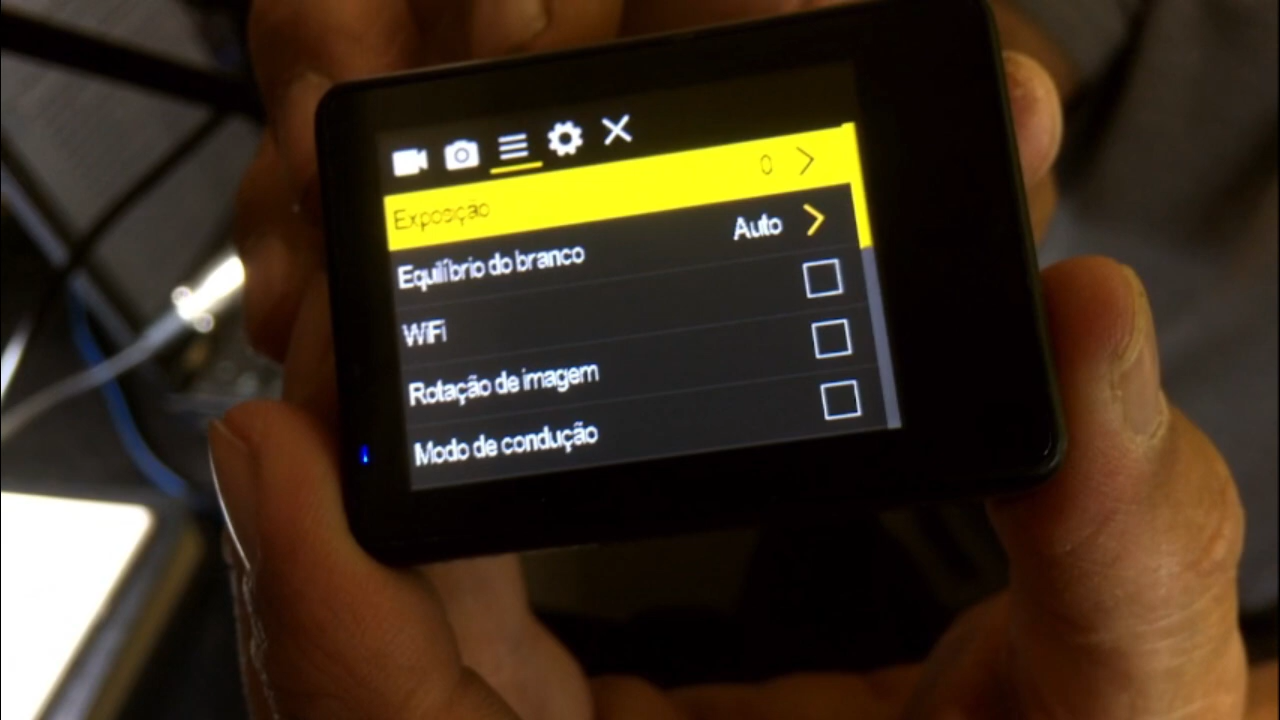 Exposição 0
Equilíbrio do branco Auto
WiFi
Rotação de imagem
Modo de condução